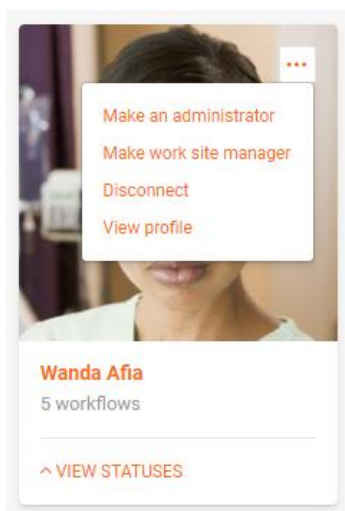 Make an administrator
Make work site manager
Disconnect
View profile
Wanda Afia
5 workflows
VIEW STATUSES